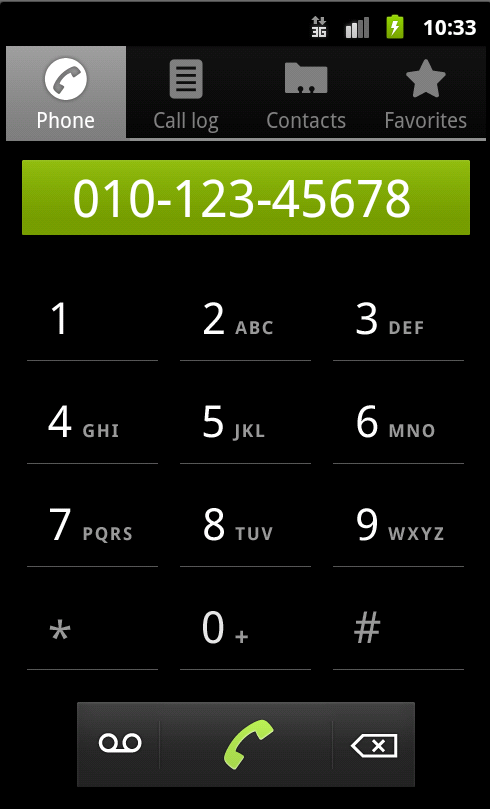 3G 10:33
Phone Call log Contacts Favorites
010-123-45678
1 2 ABC 3 DEF
4 GHI 5 JKL 6 MNO
7 PQRS 8 TUV 9 WXYZ
* 0 + #